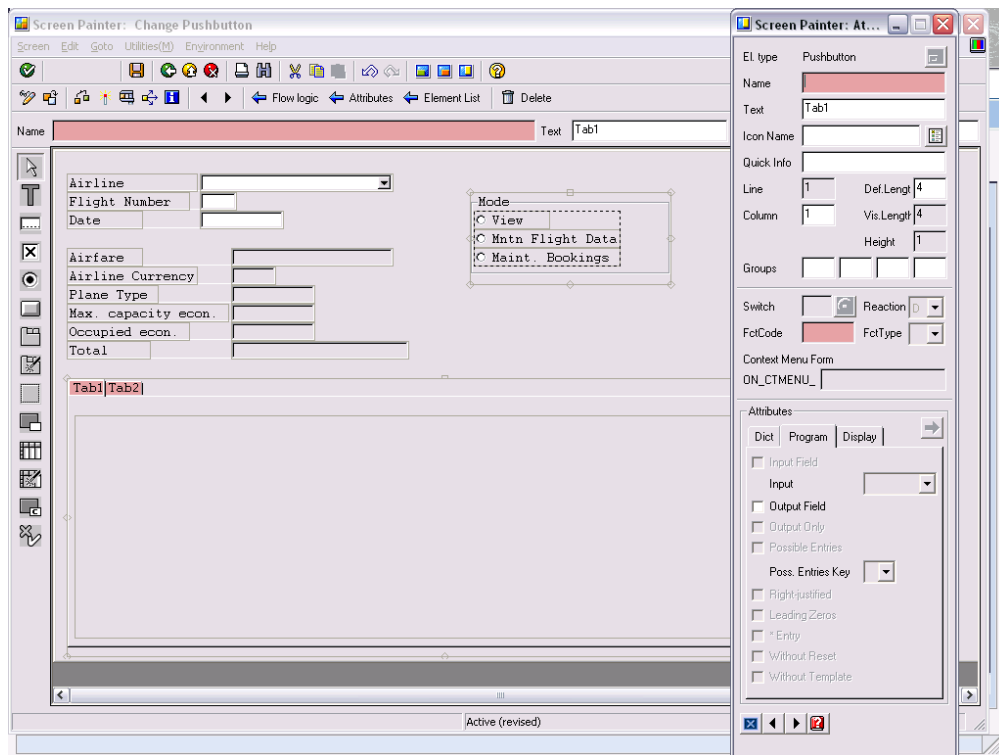 Screen Painter: Change Pushbutton
Screen Edit Goto Utilities(M) Environment Help
Flow logic Attributes Element List Delete
Name Text Tab1
Airline
Flight Number
Date
Airfare
Airline Currency
Plane Type
Max. capacity econ.
Occupied econ.
Total
Mode
View
Mntn Flight Data
Maint. Bookings
Tab1 Tab2
Active (revised)
Screen Painter: At...
El. type Pushbutton
Name
Text Tab1
Icon Name
Quick Info
Line 1 Def.Lengt 4
Column 1 Vis.Lengtl 4
Height 1
Groups
Switch Reaction D
FctCode FctType
Context Menu Form
ON_CTMENU_
Attributes
Dict Program Display
Input Field
Input
Output Field
Output Only
Possible Entries
Poss. Entries Key
Right-justified
Leading Zeros
* Entry
Without Reset
Without Template